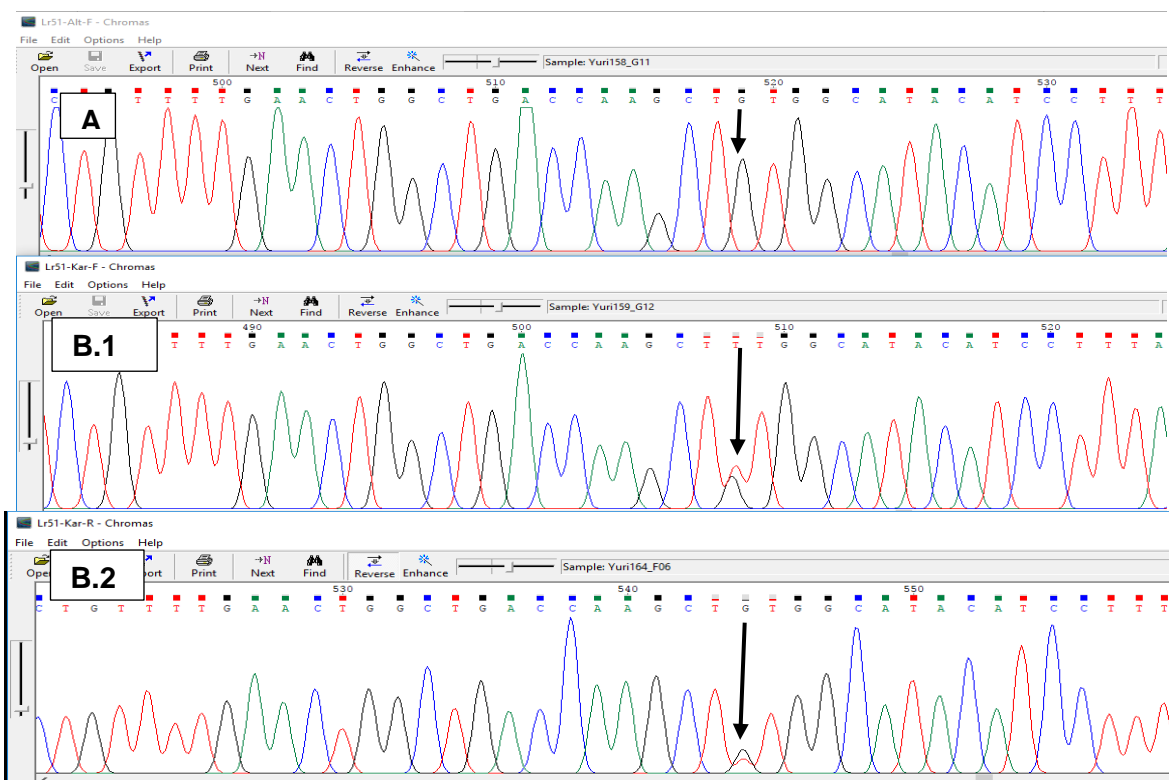 Lr51-Alt-F - Chromas
File Edit Options Help
Open Save Export Print →N Next Find Reverse Enhance Sample: Yuri158_G11
500 510 520 530
C T T T T G A A C T G G C T G A C C A A G C T G T G G C A T A C A T C C T T T
A
Lr51-Kar-F - Chromas
File Edit Options Help
Open Save Export Print →N Next Find Reverse Enhance Sample: Yuri159_G12
490 500 510 520
T T T G A A C T G G C T G A C C A A G C T T T G G C A T A C A T C C T T T A
B.1
Lr51-Kar-R - Chromas
File Edit Options Help
Print →N Next Find Reverse Enhance Sample: Yuri164_F06
530 540 550
C T G T T T T G A A C T G G C T G A C C A A G C T G T G G C A T A C A T C C T T T
B.2